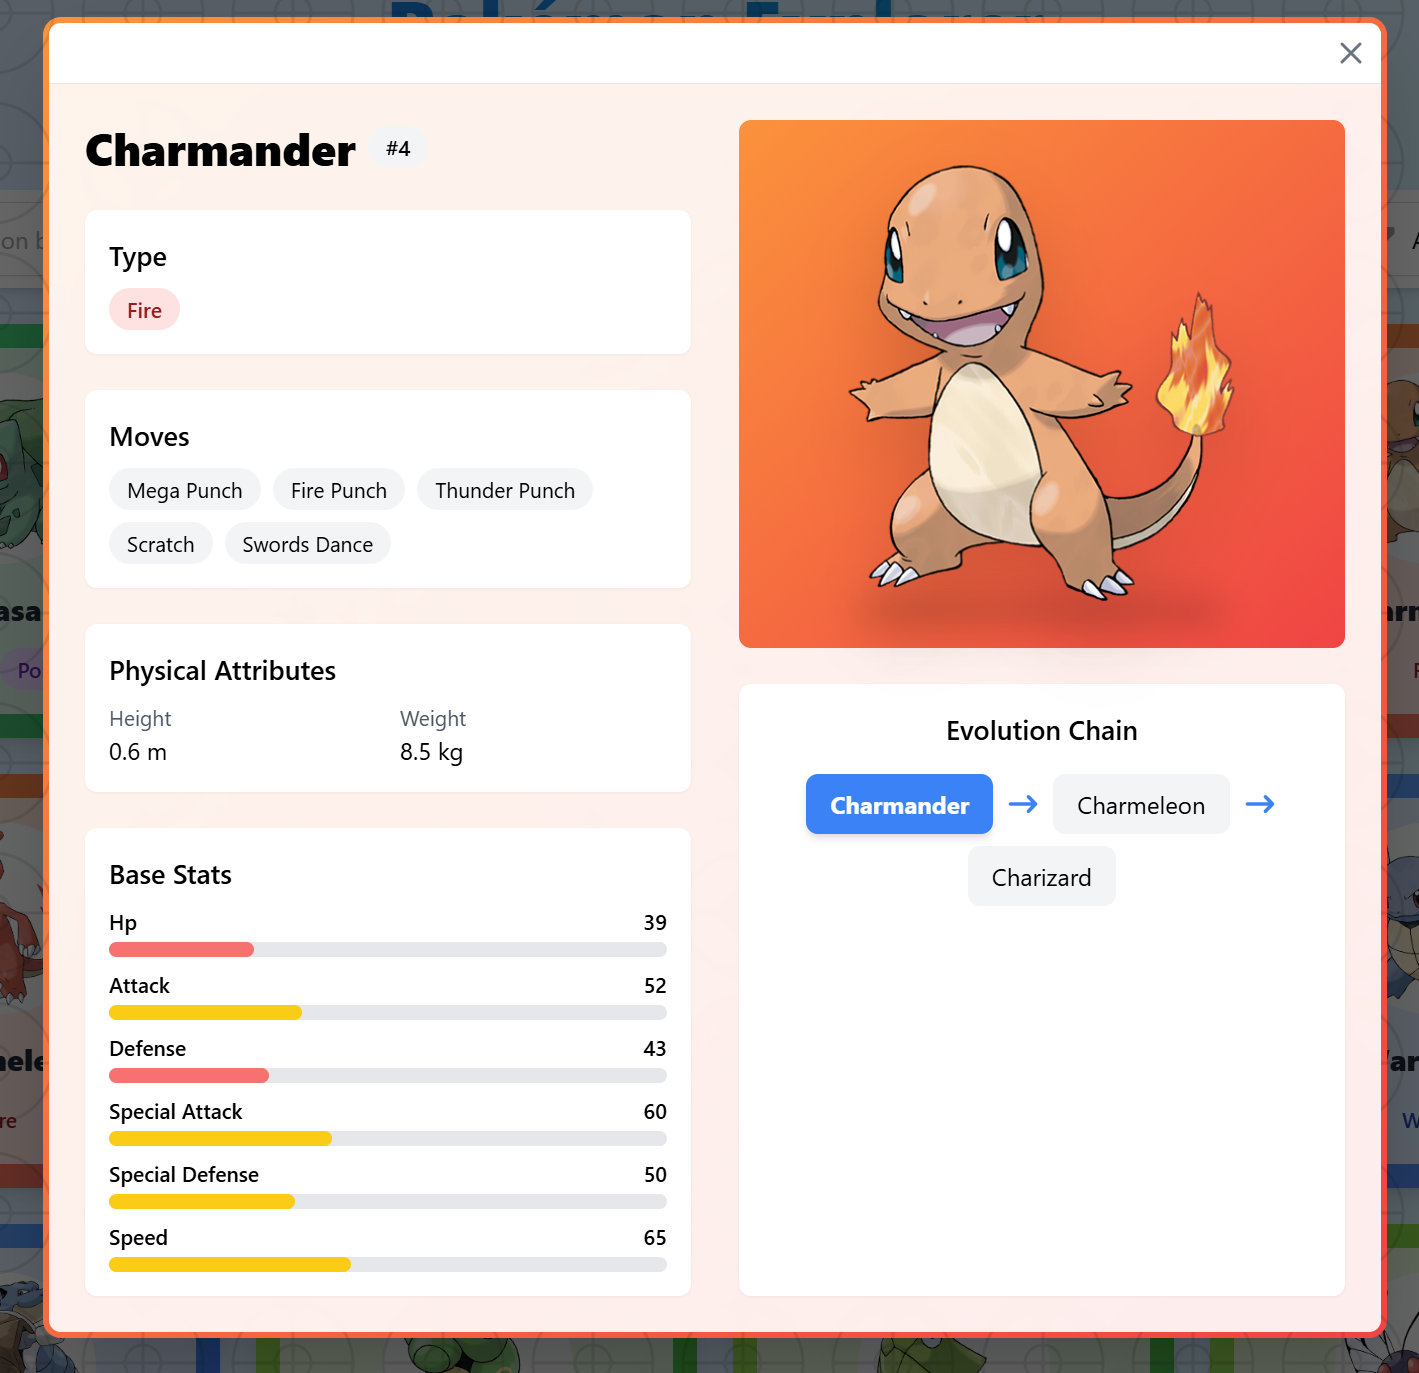 Charmander #4
Type
Fire
Moves
Mega Punch Fire Punch Thunder Punch
Scratch Swords Dance
Physical Attributes
Height Weight
0.6 m 8.5 kg
Base Stats
Hp 39
Attack 52
Defense 43
Special Attack 60
Special Defense 50
Speed 65
Evolution Chain
Charmander → Charmeleon →
Charizard